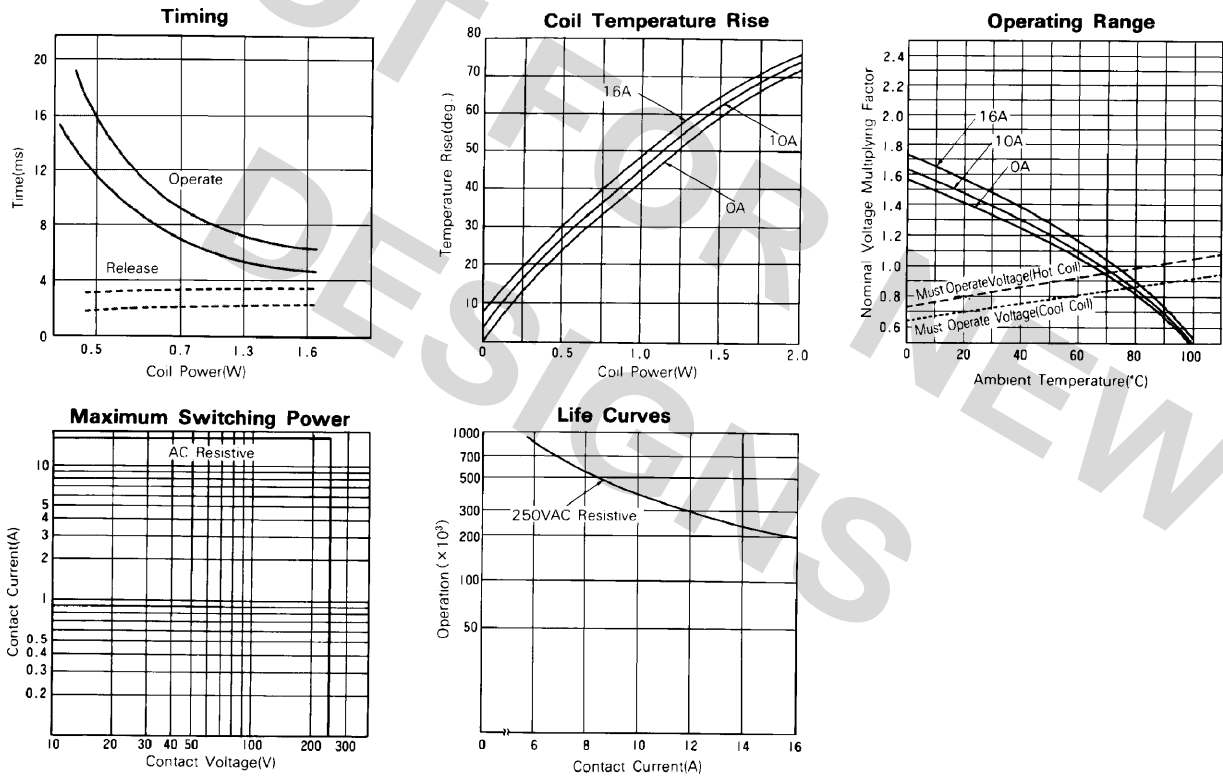 NOT FOR NEW
DESIGNS
Timing
20
16
12
8
4
0
Time(ms)
Operate
Release
0.5 0.7 1.3 1.6
Coil Power(W)
Coil Temperature Rise
80
70
60
50
40
30
20
10
0
Temperature Rise(deg.)
16A
10A
0A
0 0.5 1.0 1.5 2.0
Coil Power(W)
Operating Range
2.4
2.2
2.0
1.8
1.6
1.4
1.2
1.0
0.8
0.6
Nominal Voltage Multiplying Factor
16A
10A
0A
Must Operate Voltage(Hot Coil)
Must Operate Voltage(Cool Coil)
0 20 40 60 80 100
Ambient Temperature(°C)
Maximum Switching Power
AC Resistive
10
5
4
3
2
1
0.5
0.4
0.3
0.2
Contact Current(A)
10 20 30 40 50 100 200 300
Contact Voltage(V)
Life Curves
1000
700
500
300
200
100
50
Operation (×10³)
250VAC Resistive
0 6 8 10 12 14 16
Contact Current(A)